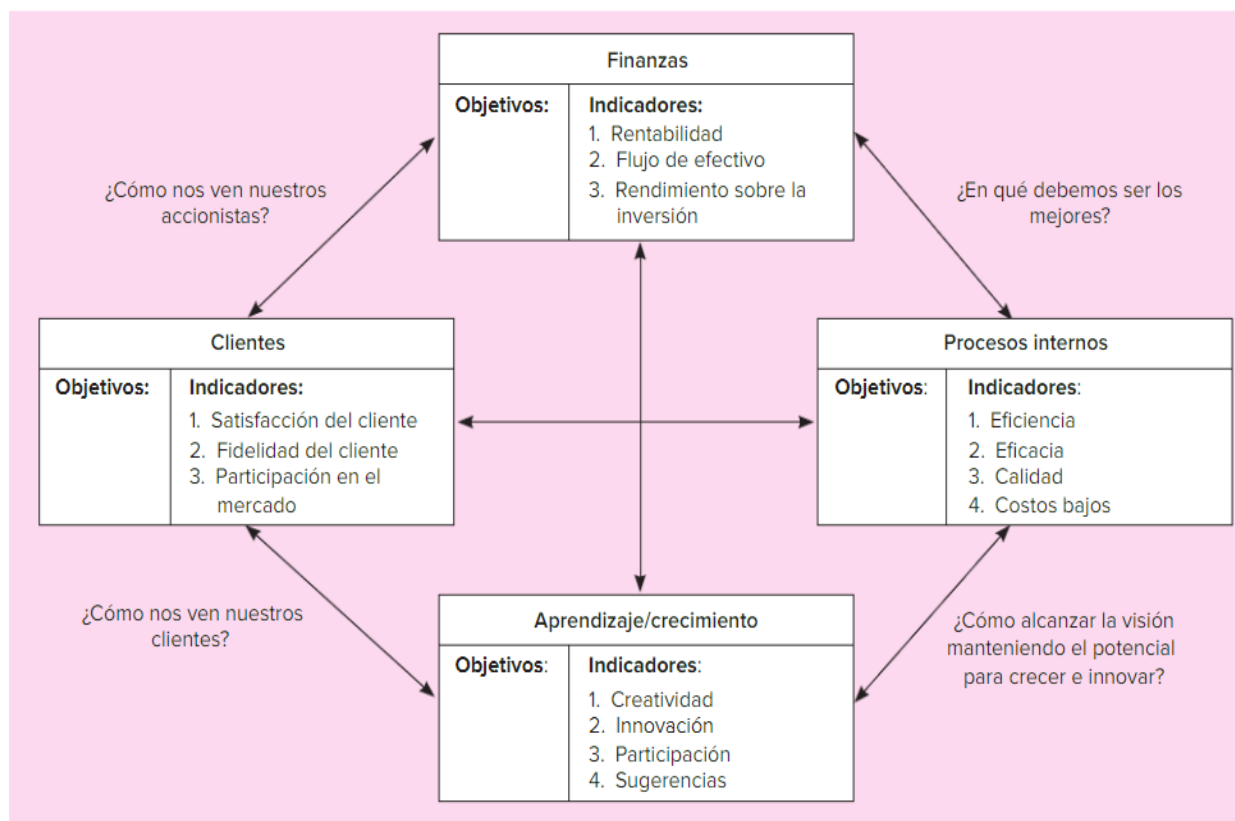 Finanzas
Objetivos:
Indicadores:
1. Rentabilidad
2. Flujo de efectivo
3. Rendimiento sobre la
inversión
¿Cómo nos ven nuestros
accionistas?
¿En qué debemos ser los
mejores?
Clientes
Objetivos:
Indicadores:
1. Satisfacción del cliente
2. Fidelidad del cliente
3. Participación en el
mercado
Procesos internos
Objetivos:
Indicadores:
1. Eficiencia
2. Eficacia
3. Calidad
4. Costos bajos
¿Cómo nos ven nuestros
clientes?
¿Cómo alcanzar la visión
manteniendo el potencial
para crecer e innovar?
Aprendizaje/crecimiento
Objetivos:
Indicadores:
1. Creatividad
2. Innovación
3. Participación
4. Sugerencias